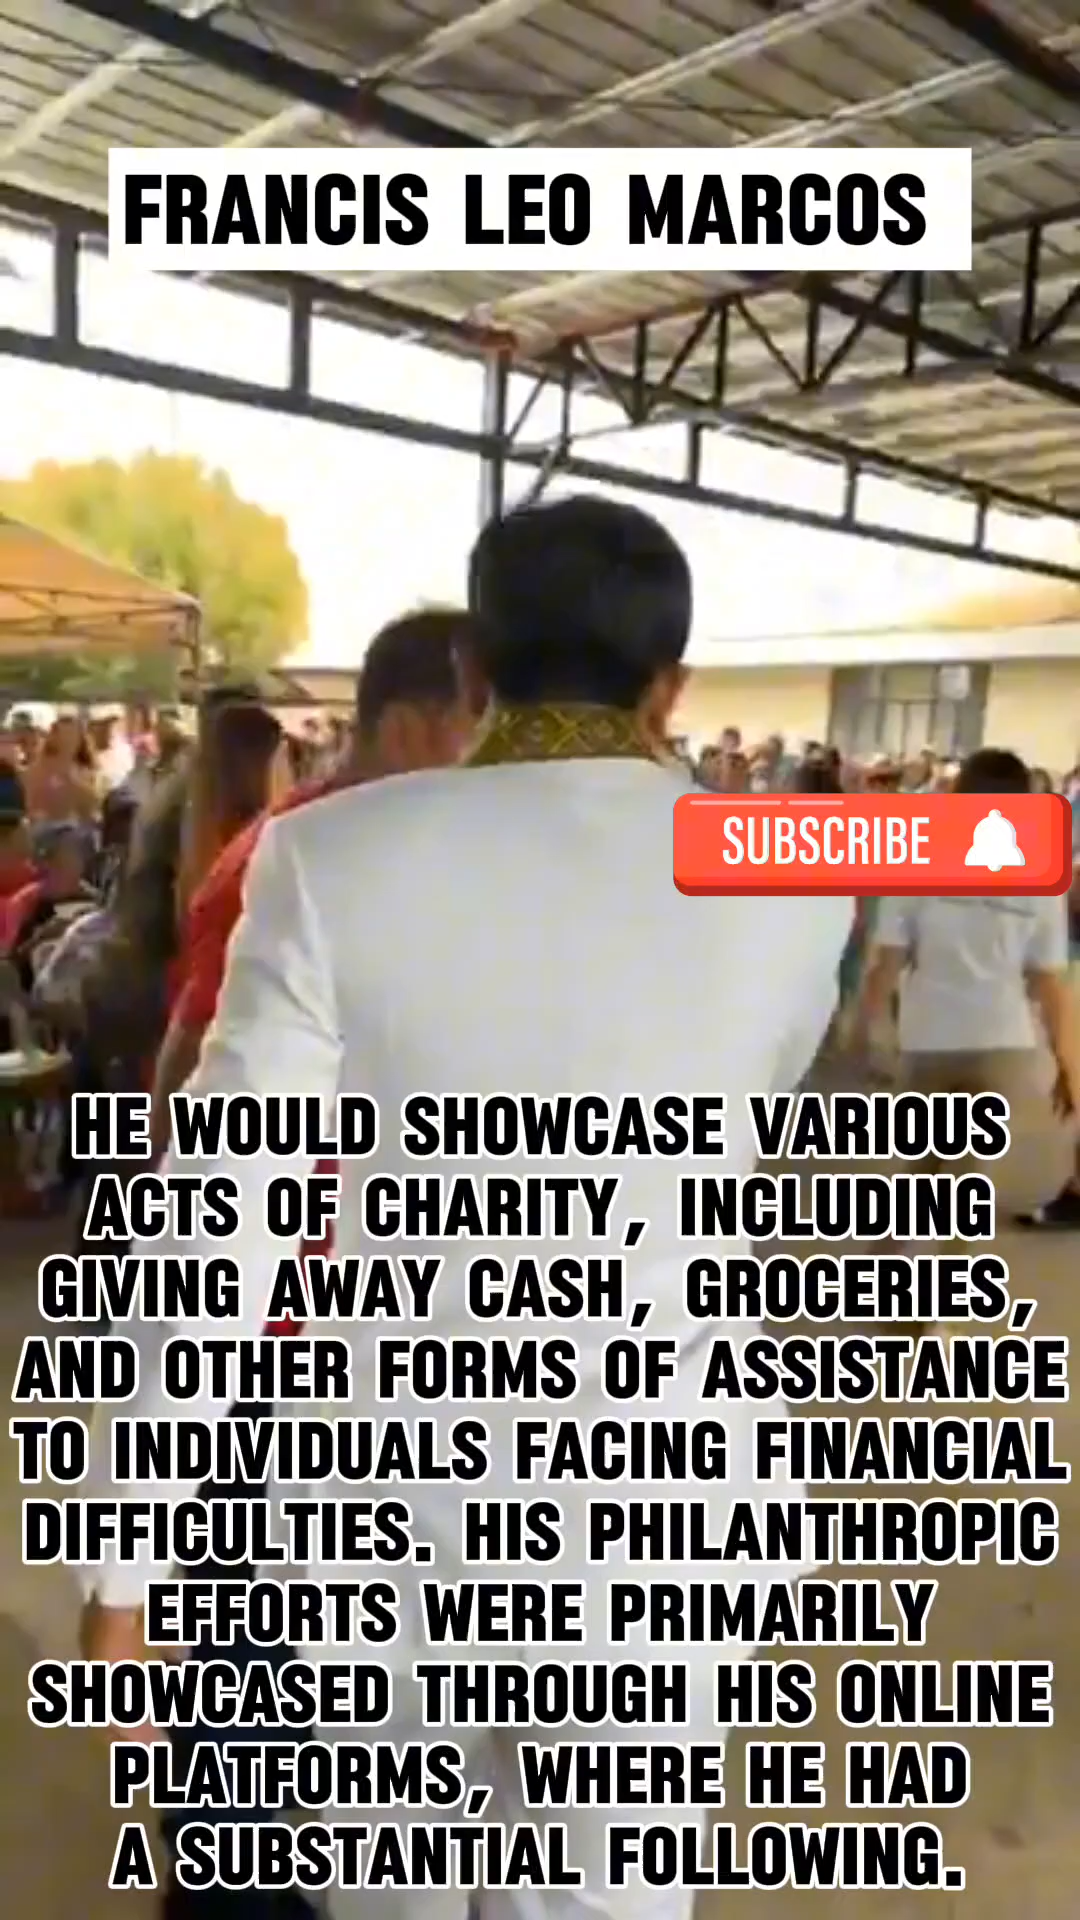 FRANCIS LEO MARCOS
SUBSCRIBE
HE WOULD SHOWCASE VARIOUS
ACTS OF CHARITY, INCLUDING
GIVING AWAY CASH, GROCERIES,
AND OTHER FORMS OF ASSISTANCE
TO INDIVIDUALS FACING FINANCIAL
DIFFICULTIES. HIS PHILANTHROPIC
EFFORTS WERE PRIMARILY
SHOWCASED THROUGH HIS ONLINE
PLATFORMS, WHERE HE HAD
A SUBSTANTIAL FOLLOWING.